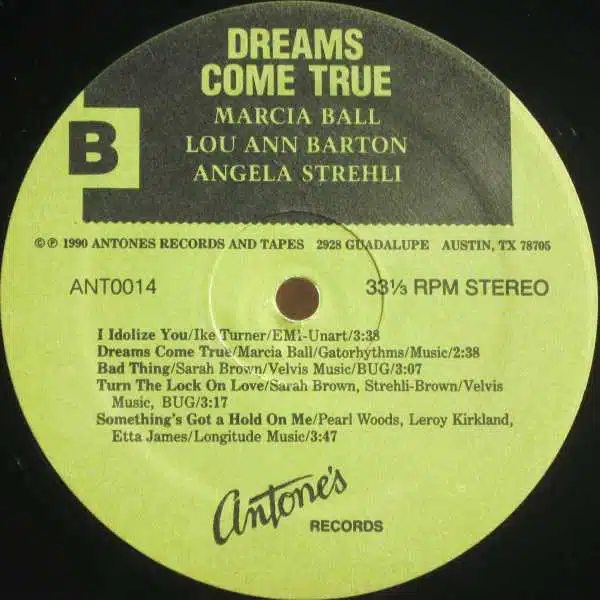 DREAMS
COME TRUE
MARCIA BALL
LOU ANN BARTON
ANGELA STREHLI
B
©℗ 1990 ANTONES RECORDS AND TAPES 2928 GUADALUPE AUSTIN, TX 78705
ANT0014 33⅓ RPM STEREO
I Idolize You/Ike Turner/EMI-Unart/3:38
Dreams Come True/Marcia Ball/Gatorhythms/Music/2:38
Bad Thing/Sarah Brown/Velvis Music/BUG/3:07
Turn The Lock On Love/Sarah Brown, Strehli-Brown/Velvis
Music, BUG/3:17
Something's Got a Hold On Me/Pearl Woods, Leroy Kirkland,
Etta James/Longitude Music/3:47
Antone's
RECORDS